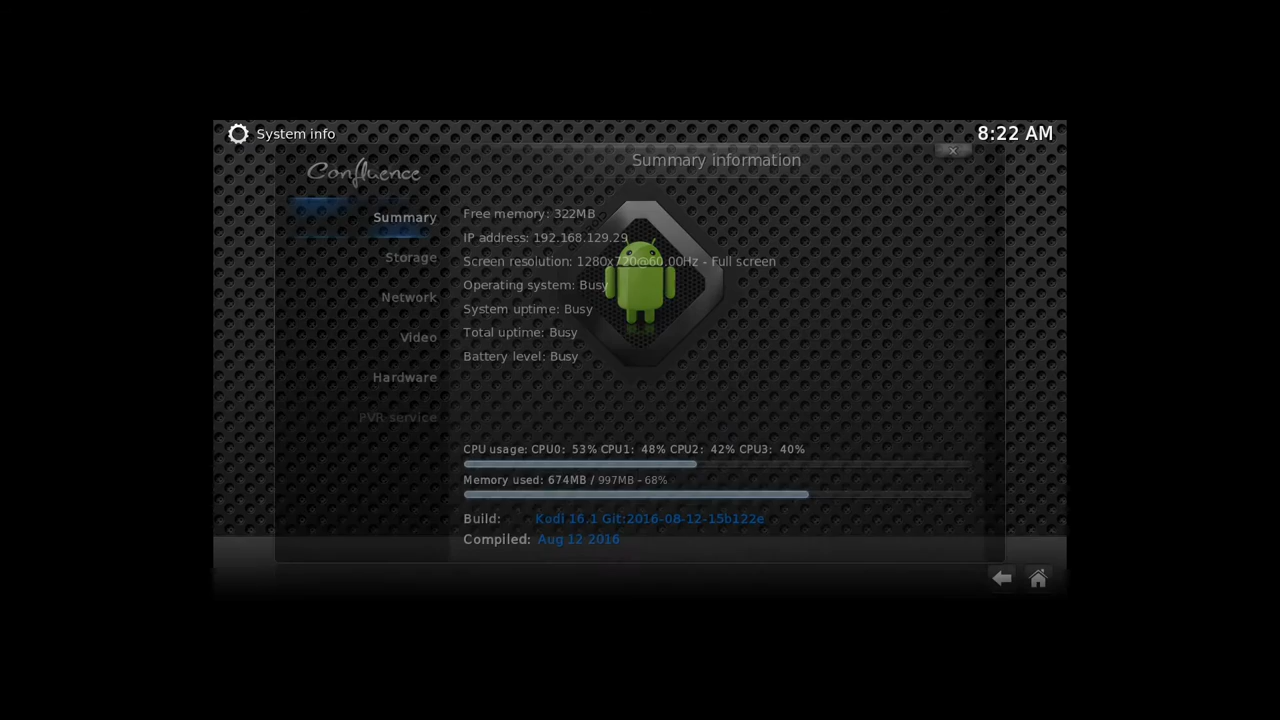 System info
8:22 AM
Summary information
Confluence
Summary
Storage
Network
Video
Hardware
PVR service
Free memory: 322MB
IP address: 192.168.129.29
Screen resolution: 1280x720@60.00Hz - Full screen
Operating system: Busy
System uptime: Busy
Total uptime: Busy
Battery level: Busy
CPU usage: CPU0: 53% CPU1: 48% CPU2: 42% CPU3: 40%
Memory used: 674MB / 997MB - 68%
Build: Kodi 16.1 Git:2016-08-12-15b122e
Compiled: Aug 12 2016